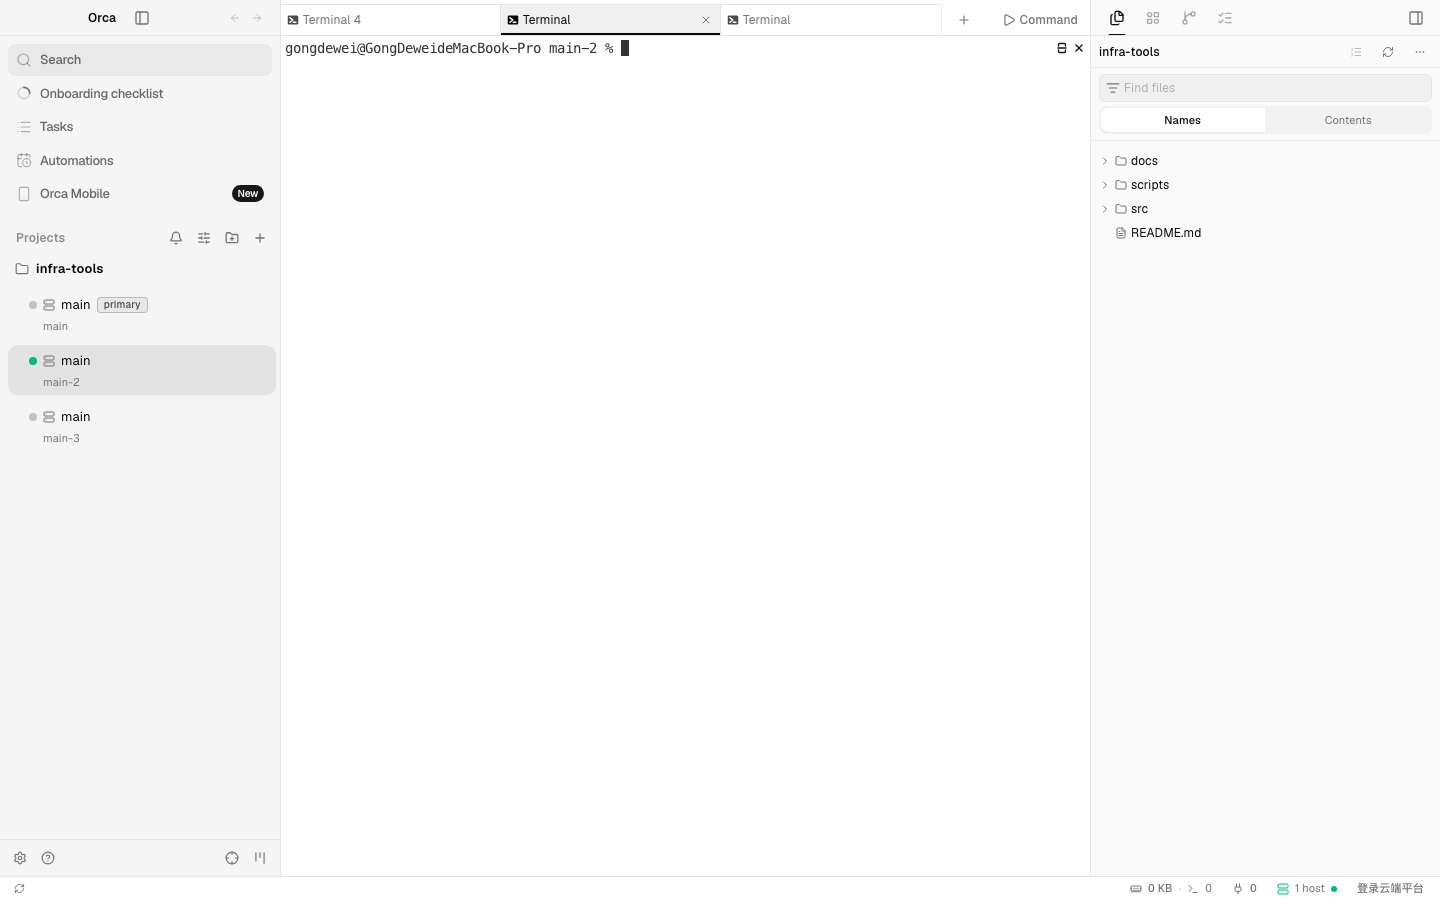 Orca
Terminal 4
Terminal
Terminal
Command
Search
Onboarding checklist
Tasks
Automations
Orca Mobile
New
Projects
infra-tools
main primary
main
main
main-2
main
main-3
gongdewei@GongDeweideMacBook-Pro main-2 %
infra-tools
Find files
Names
Contents
docs
scripts
src
README.md
0 KB · 0
0
1 host
登录云端平台